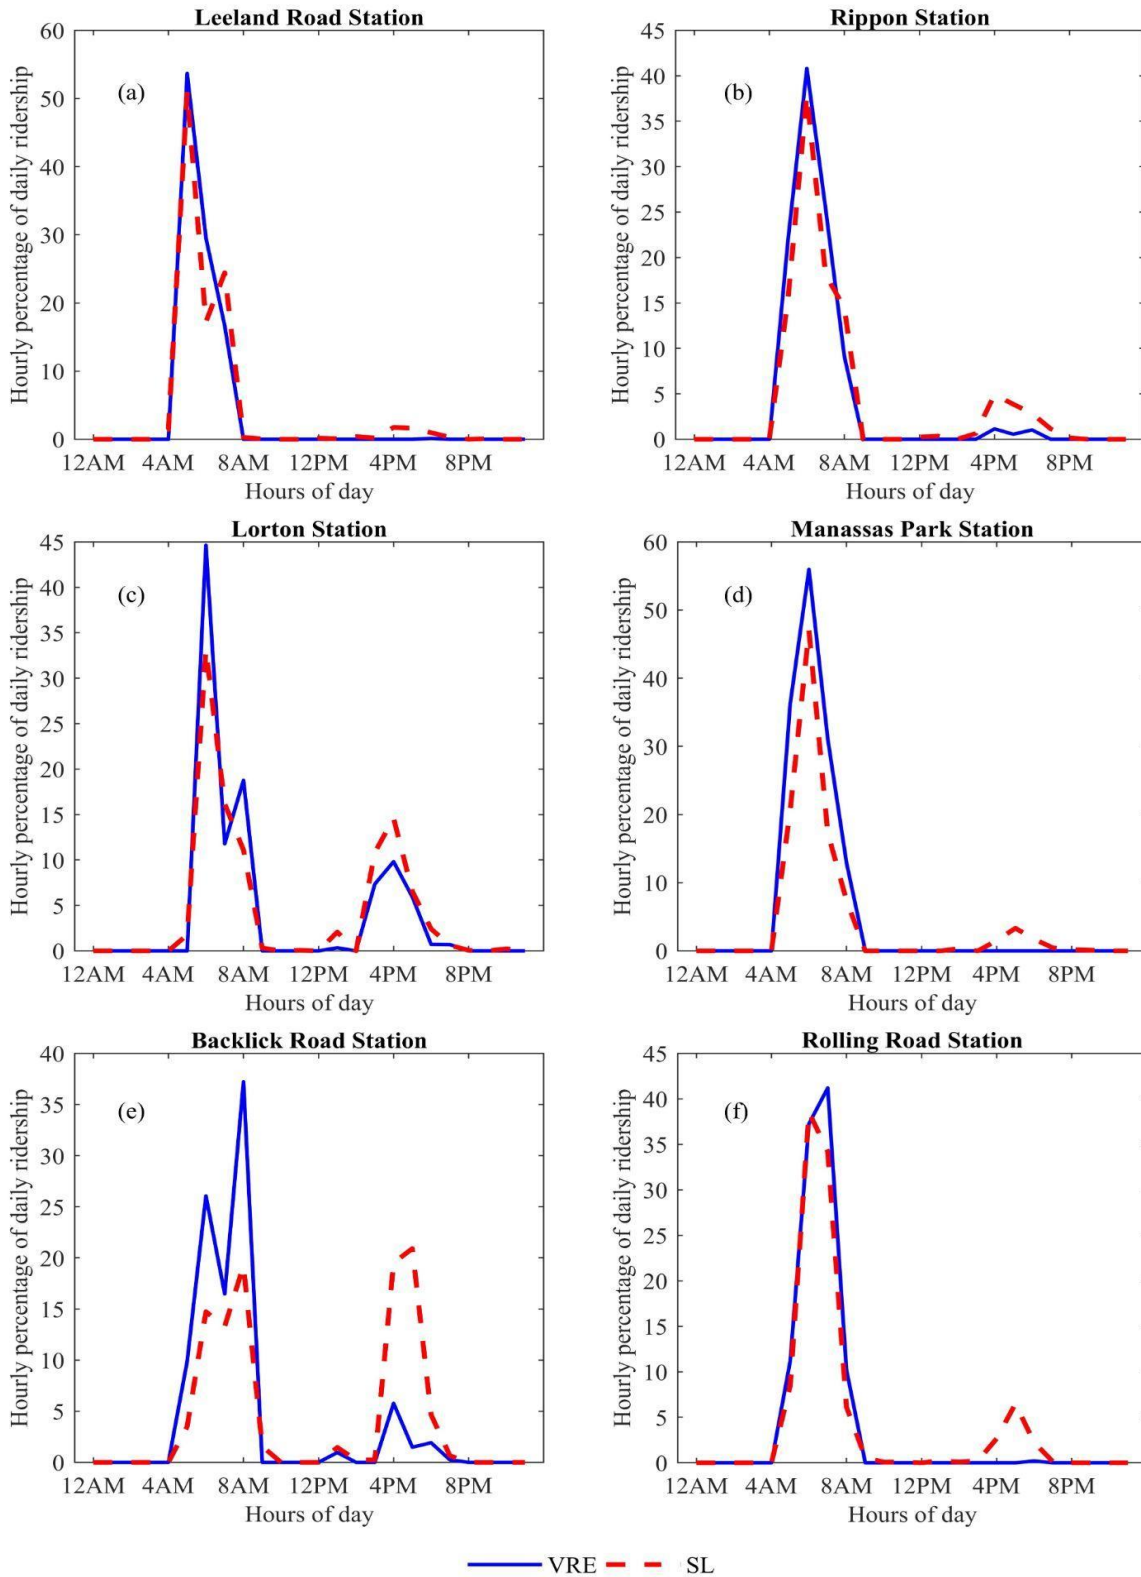 Leeland Road Station
60
50
40
30
20
10
0
(a)
Hourly percentage of daily ridership
12AM 4AM 8AM 12PM 4PM 8PM
Hours of day
Rippon Station
45
40
35
30
25
20
15
10
5
0
(b)
Hourly percentage of daily ridership
12AM 4AM 8AM 12PM 4PM 8PM
Hours of day
Lorton Station
45
40
35
30
25
20
15
10
5
0
(c)
Hourly percentage of daily ridership
12AM 4AM 8AM 12PM 4PM 8PM
Hours of day
Manassas Park Station
60
50
40
30
20
10
0
(d)
Hourly percentage of daily ridership
12AM 4AM 8AM 12PM 4PM 8PM
Hours of day
Backlick Road Station
40
35
30
25
20
15
10
5
0
(e)
Hourly percentage of daily ridership
12AM 4AM 8AM 12PM 4PM 8PM
Hours of day
Rolling Road Station
45
40
35
30
25
20
15
10
5
0
(f)
Hourly percentage of daily ridership
12AM 4AM 8AM 12PM 4PM 8PM
Hours of day
VRE SL